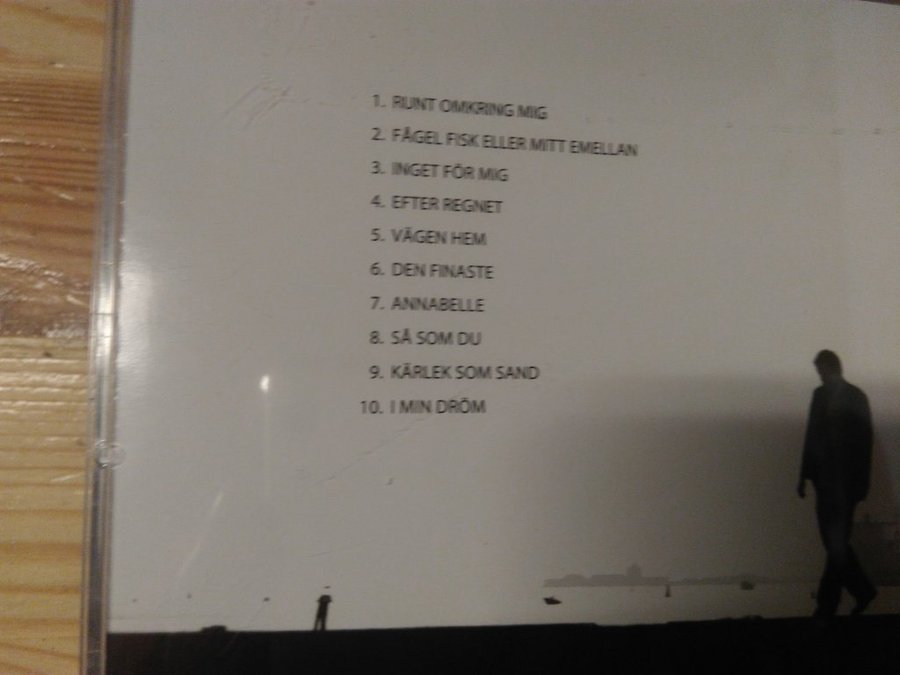 1. RUNT OMKRING MIG
2. FÅGEL FISK ELLER MITT EMELLAN
3. INGET FÖR MIG
4. EFTER REGNET
5. VÄGEN HEM
6. DEN FINASTE
7. ANNABELLE
8. SÅ SOM DU
9. KÄRLEK SOM SAND
10. I MIN DRÖM